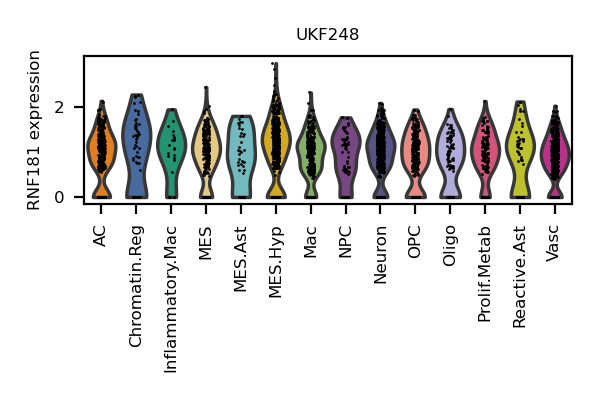 UKF248
RNF181 expression
2
0
AC
Chromatin.Reg
Inflammatory.Mac
MES
MES.Ast
MES.Hyp
Mac
NPC
Neuron
OPC
Oligo
Prolif.Metab
Reactive.Ast
Vasc